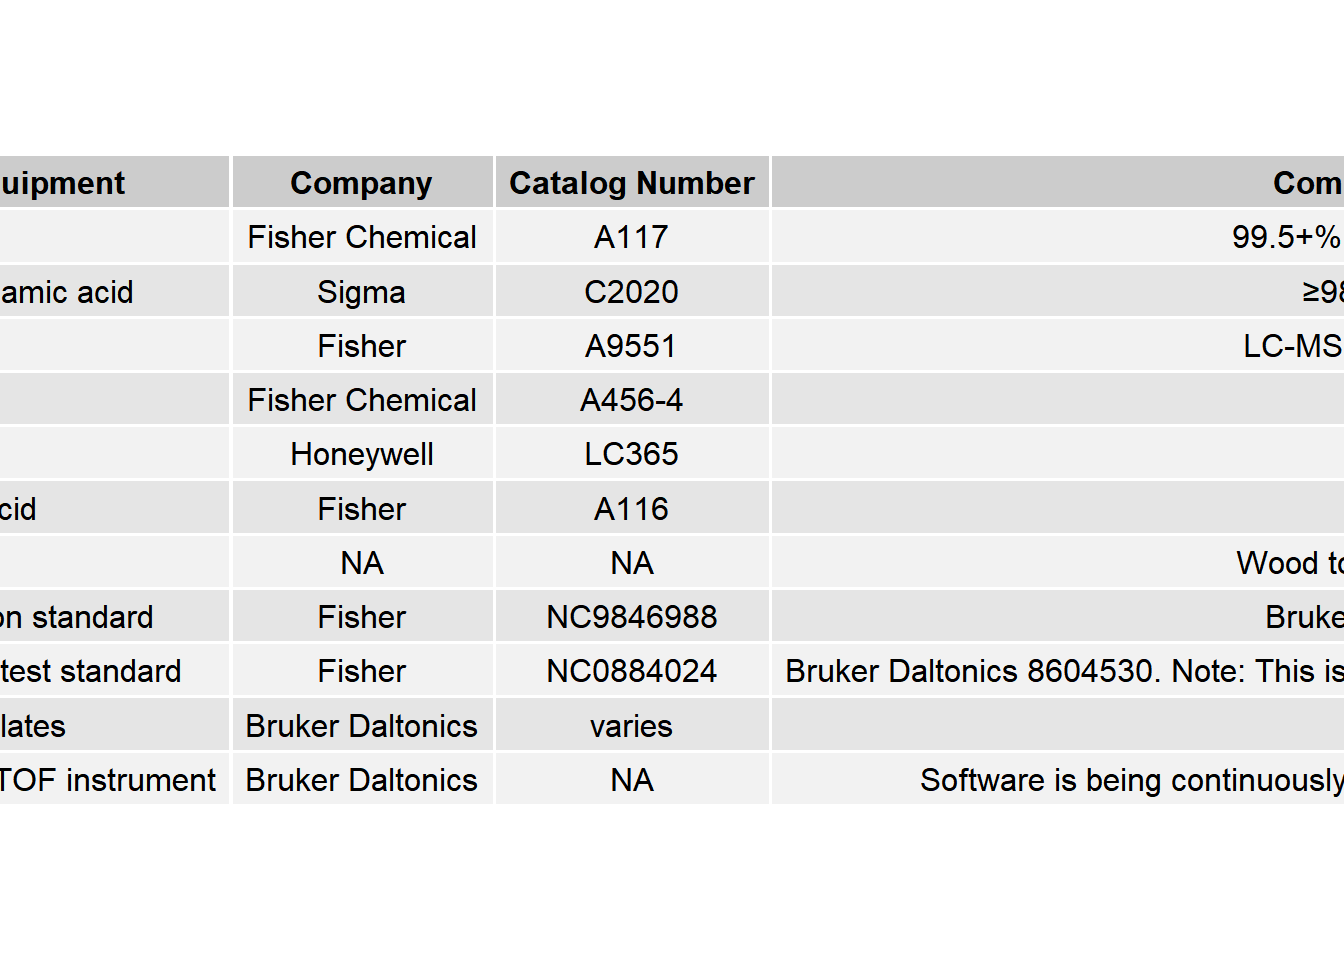 uipment Company Catalog Number Com
Fisher Chemical A117 99.5+%
amic acid Sigma C2020 ≥98
Fisher A9551 LC-MS
Fisher Chemical A456-4
Honeywell LC365
cid Fisher A116
NA NA Wood to
on standard Fisher NC9846988 Bruke
test standard Fisher NC0884024 Bruker Daltonics 8604530. Note: This is
lates Bruker Daltonics varies
TOF instrument Bruker Daltonics NA Software is being continuously